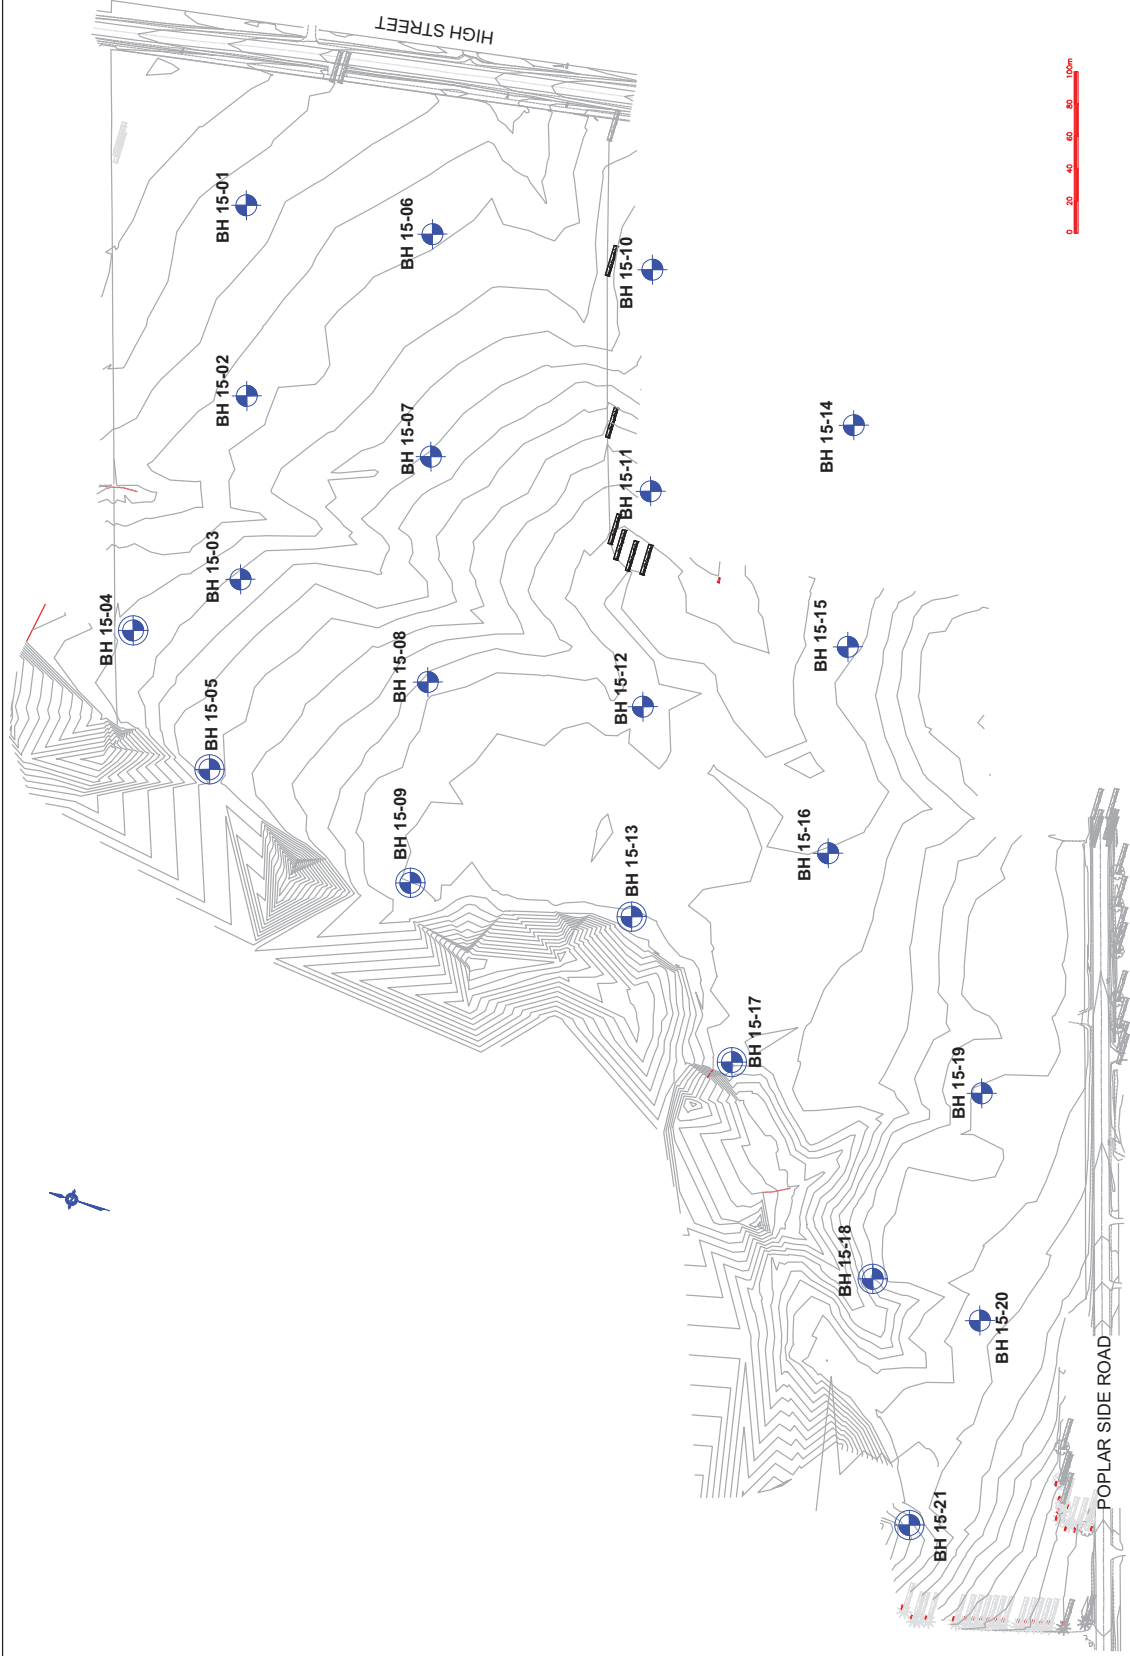 HIGH STREET
BH 15-01
BH 15-02
BH 15-03
BH 15-04
BH 15-05
BH 15-06
BH 15-07
BH 15-08
BH 15-09
BH 15-10
BH 15-11
BH 15-12
BH 15-13
BH 15-14
BH 15-15
BH 15-16
BH 15-17
BH 15-18
BH 15-19
BH 15-20
BH 15-21
POPLAR SIDE ROAD
0 20 40 60 80 100m